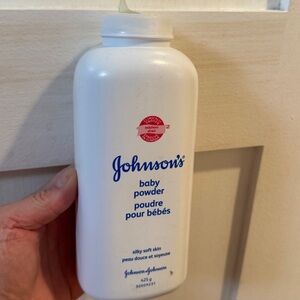 Johnson's
baby
powder
poudre
pour bébés
silky soft skin
peau douce et soyeuse
Johnson & Johnson
425 g